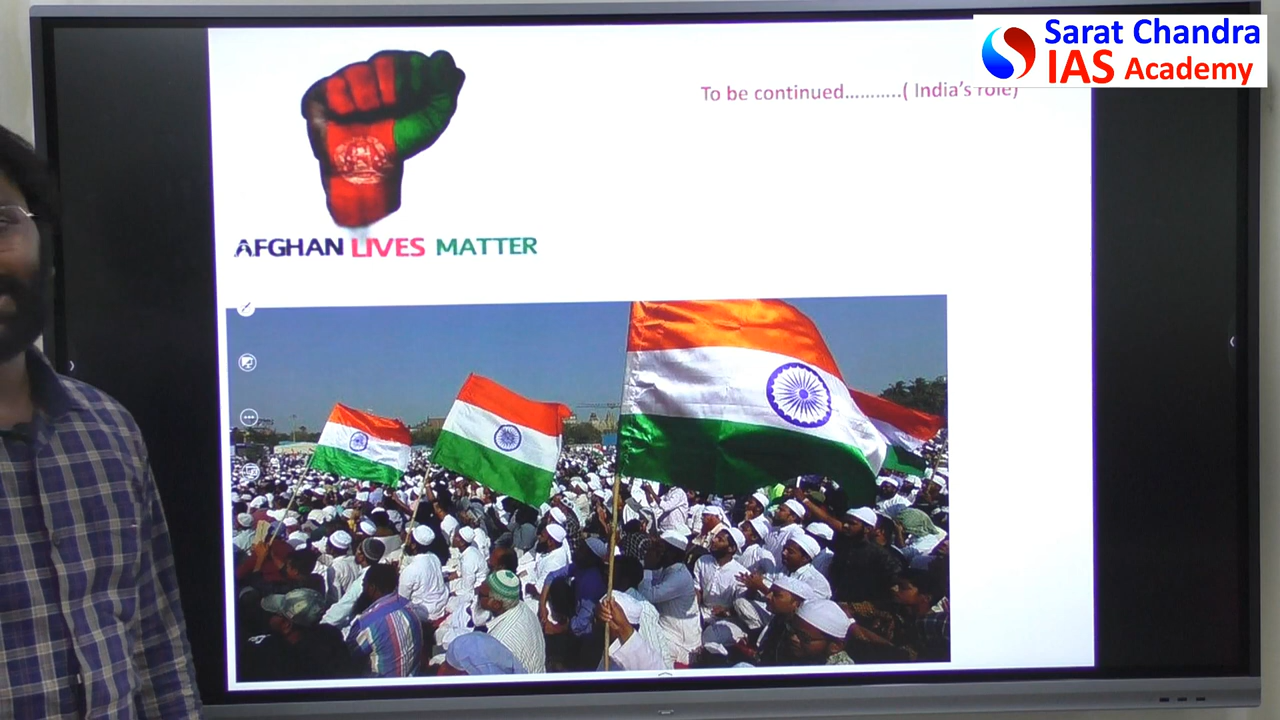 Sarat Chandra
IAS Academy
To be continued...........( India's role)
AFGHAN LIVES MATTER